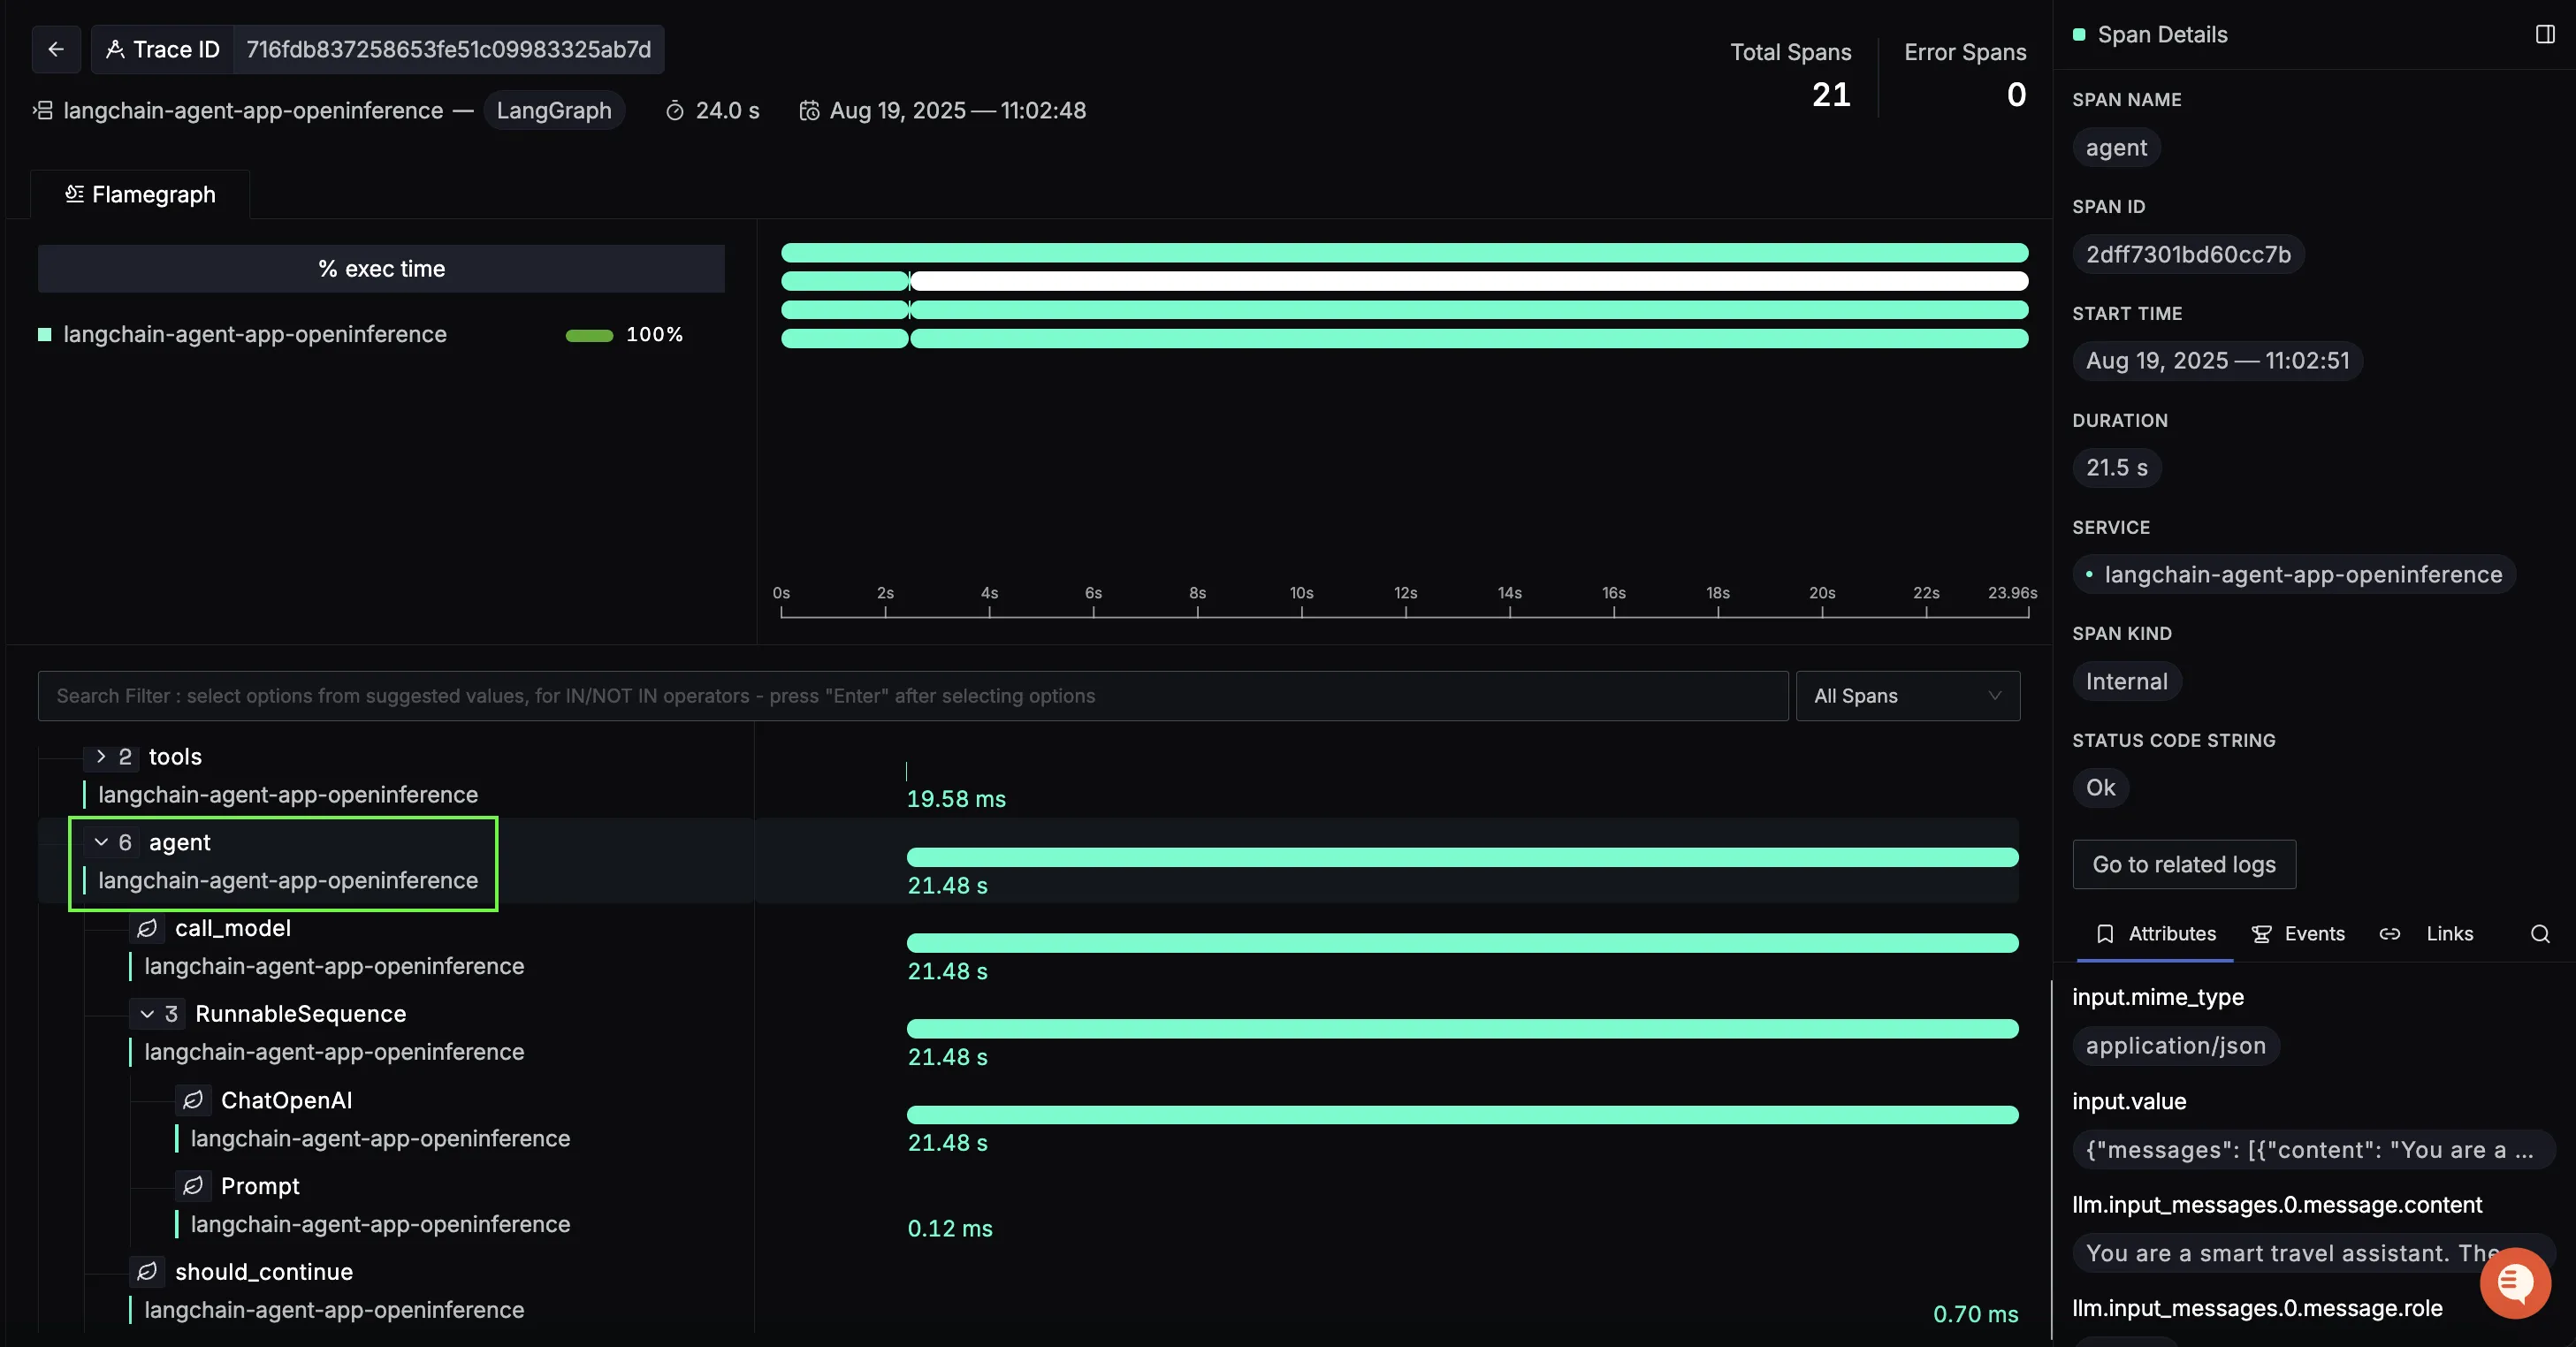 Trace ID 716fdb837258653fe51c09983325ab7d
langchain-agent-app-openinference — LangGraph 24.0 s Aug 19, 2025 — 11:02:48
Total Spans
21
Error Spans
0
Flamegraph
% exec time
langchain-agent-app-openinference 100%
0s 2s 4s 6s 8s 10s 12s 14s 16s 18s 20s 22s 23.96s
Search Filter : select options from suggested values, for IN/NOT IN operators - press "Enter" after selecting options
All Spans
2 tools
langchain-agent-app-openinference
19.58 ms
6 agent
langchain-agent-app-openinference
21.48 s
call_model
langchain-agent-app-openinference
21.48 s
3 RunnableSequence
langchain-agent-app-openinference
21.48 s
ChatOpenAI
langchain-agent-app-openinference
21.48 s
Prompt
langchain-agent-app-openinference
0.12 ms
should_continue
langchain-agent-app-openinference
0.70 ms
Span Details
SPAN NAME
agent
SPAN ID
2dff7301bd60cc7b
START TIME
Aug 19, 2025 — 11:02:51
DURATION
21.5 s
SERVICE
langchain-agent-app-openinference
SPAN KIND
Internal
STATUS CODE STRING
Ok
Go to related logs
Attributes Events Links
input.mime_type
application/json
input.value
{"messages": [{"content": "You are a ...
llm.input_messages.0.message.content
You are a smart travel assistant. The
llm.input_messages.0.message.role